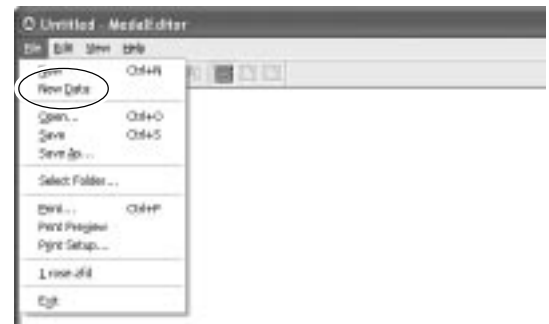 Untitled - MedalEditor
File Edit View Help
New Ctrl+N
New Data
Open... Ctrl+O
Save Ctrl+S
Save As...
Select Folder...
Print... Ctrl+P
Print Preview
Print Setup...
Exit